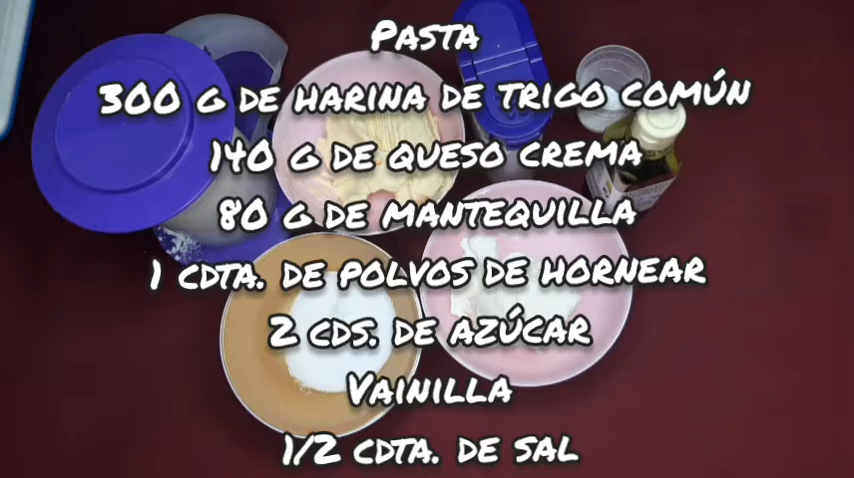 Pasta
300 g de harina de trigo común
140 g de queso crema
80 g de mantequilla
1 cdta. de polvos de hornear
2 cds. de azúcar
Vainilla
1/2 cdta. de sal